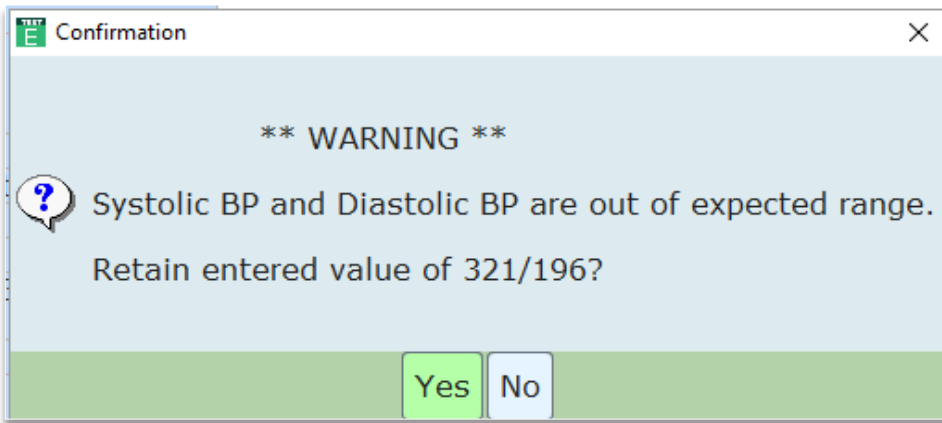 TEST
E
Confirmation
** WARNING **
?
Systolic BP and Diastolic BP are out of expected range.
Retain entered value of 321/196?
Yes No